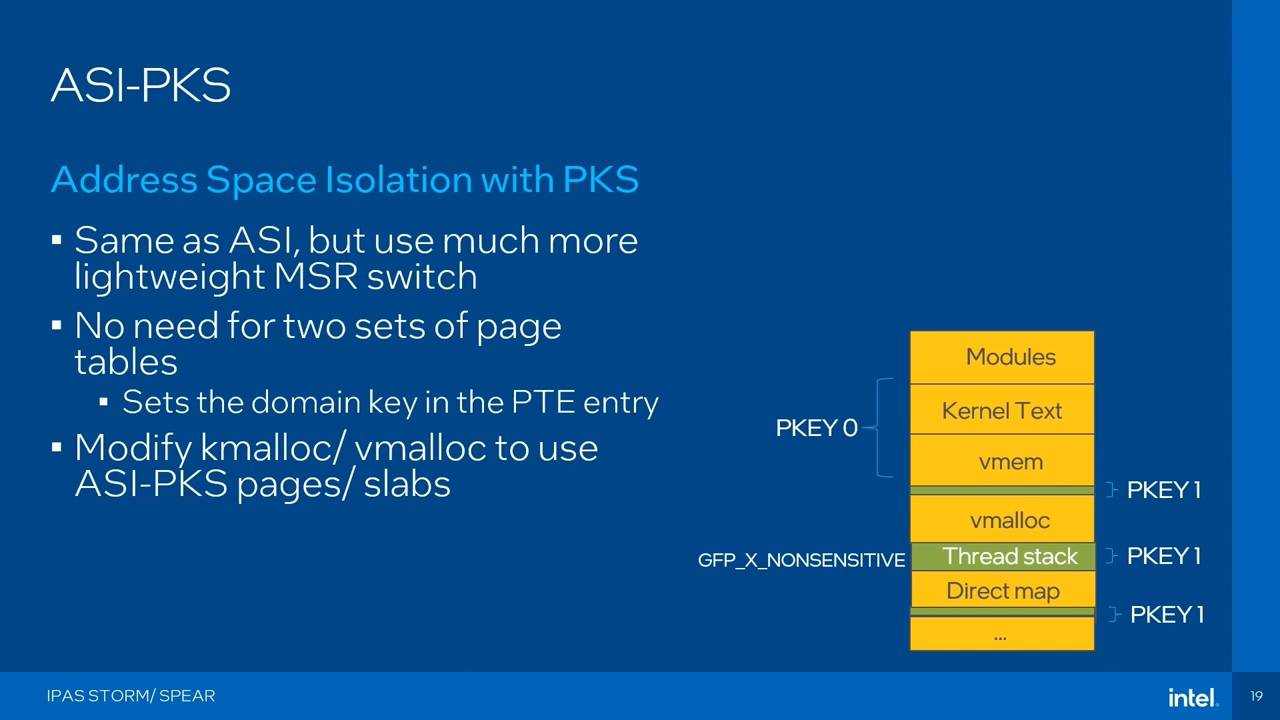 ASI-PKS
Address Space Isolation with PKS
▪ Same as ASI, but use much more
lightweight MSR switch
▪ No need for two sets of page
tables
▪ Sets the domain key in the PTE entry
▪ Modify kmalloc/ vmalloc to use
ASI-PKS pages/ slabs
Modules
Kernel Text
PKEY 0
vmem
PKEY 1
vmalloc
GFP_X_NONSENSITIVE
Thread stack
PKEY 1
Direct map
PKEY 1
...
IPAS STORM/ SPEAR
intel.
19